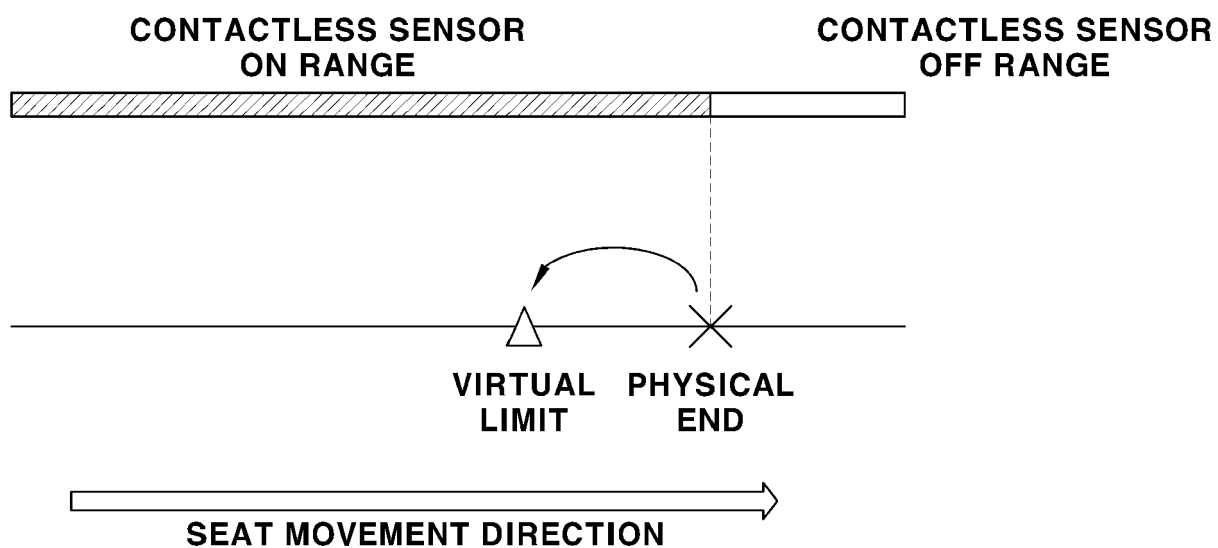 CONTACTLESS SENSOR
ON RANGE
CONTACTLESS SENSOR
OFF RANGE
VIRTUAL
LIMIT
PHYSICAL
END
SEAT MOVEMENT DIRECTION